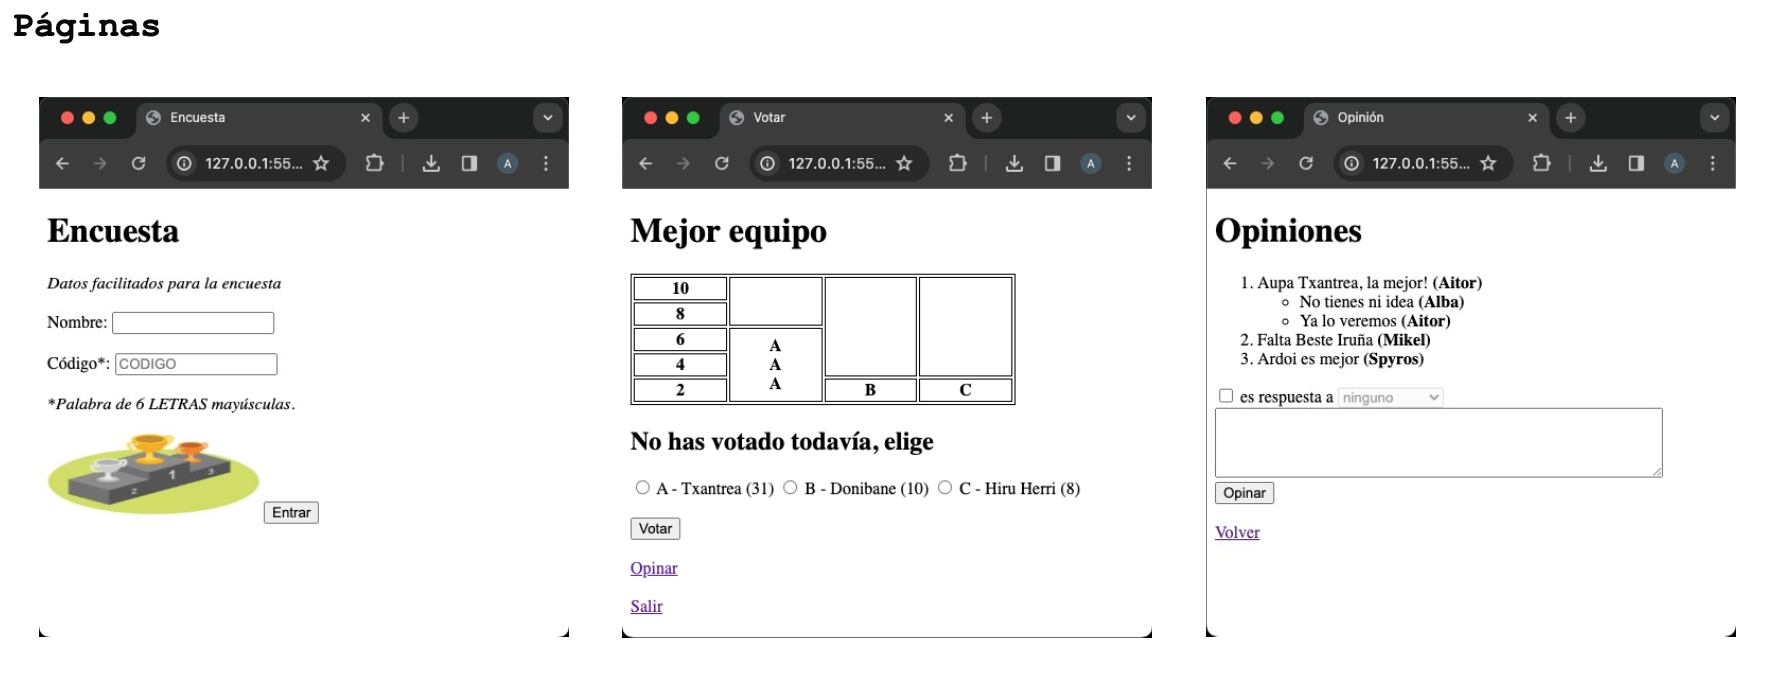 Páginas
Encuesta
127.0.0.1:55...
A
Encuesta
Datos facilitados para la encuesta
Nombre:
Código*: CODIGO
*Palabra de 6 LETRAS mayúsculas.
1
2
3
Entrar
Votar
127.0.0.1:55...
A
Mejor equipo
10
8
6
4
2
A
A
A
B
C
No has votado todavía, elige
A - Txantrea (31) B - Donibane (10) C - Hiru Herri (8)
Votar
Opinar
Salir
Opinión
127.0.0.1:55...
A
Opiniones
1. Aupa Txantrea, la mejor! (Aitor)
No tienes ni idea (Alba)
Ya lo veremos (Aitor)
2. Falta Beste Iruña (Mikel)
3. Ardoi es mejor (Spyros)
es respuesta a ninguno
Opinar
Volver